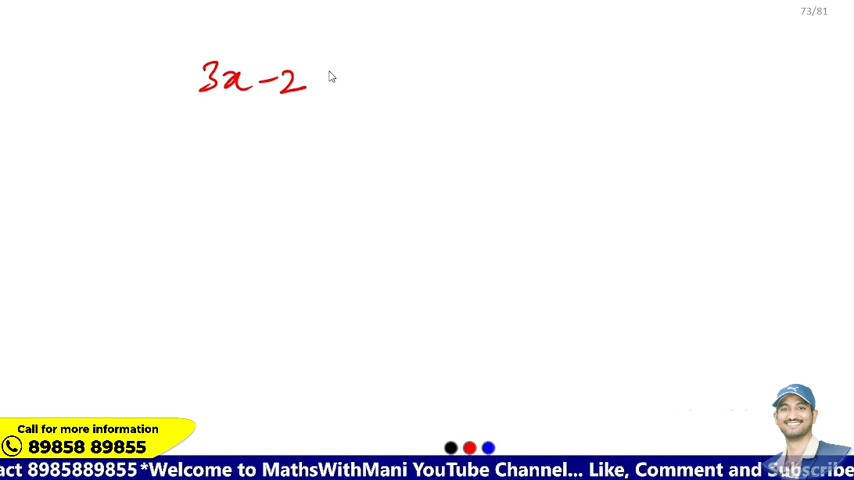 73/81
3x - 2
Call for more information
89858 89855
act 8985889855 *Welcome to MathsWithMani YouTube Channel... Like, Comment and Subscribe